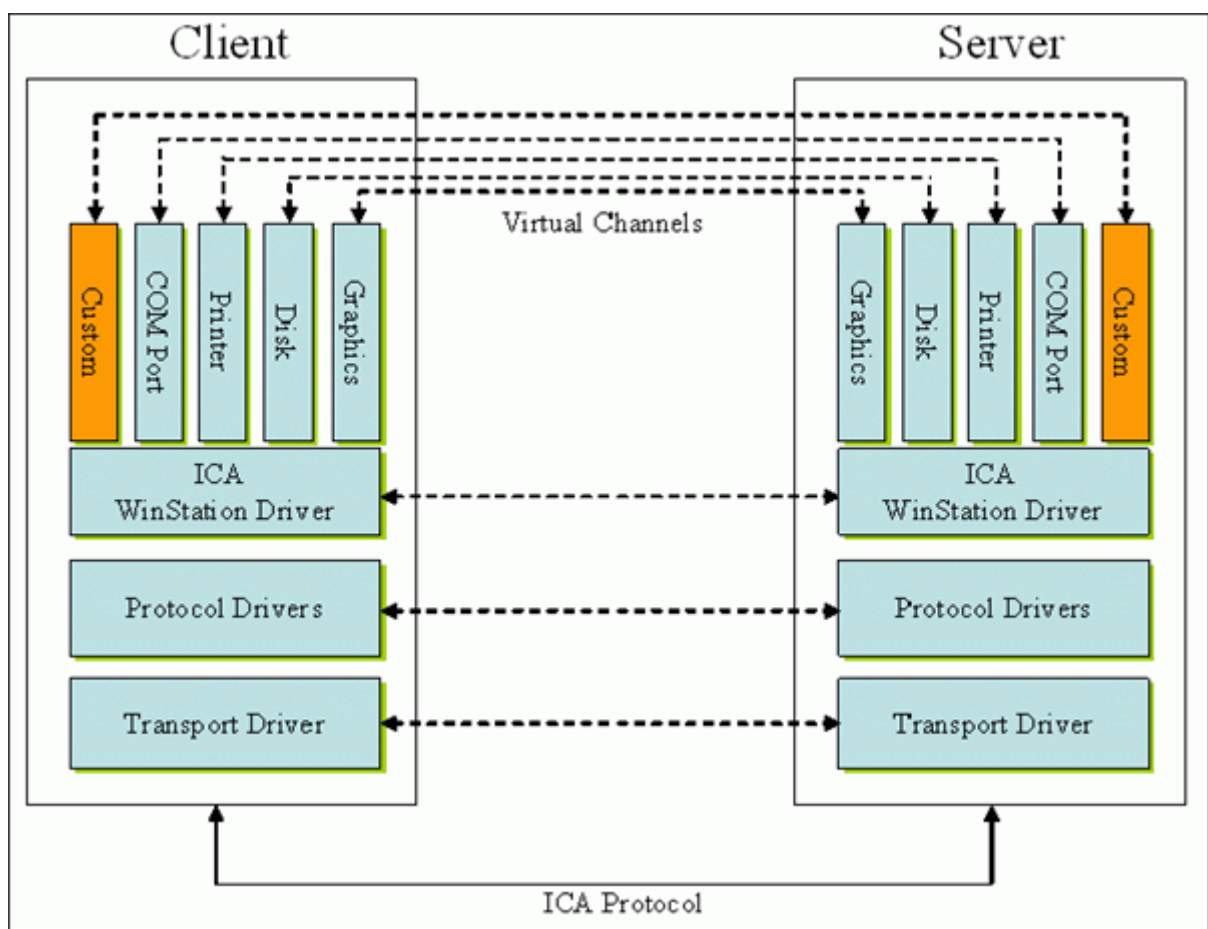 Client
Server
Virtual Channels
Custom
COM Port
Printer
Disk
Graphics
Graphics
Disk
Printer
COM Port
Custom
ICA
WinStation Driver
ICA
WinStation Driver
Protocol Drivers
Protocol Drivers
Transport Driver
Transport Driver
ICA Protocol